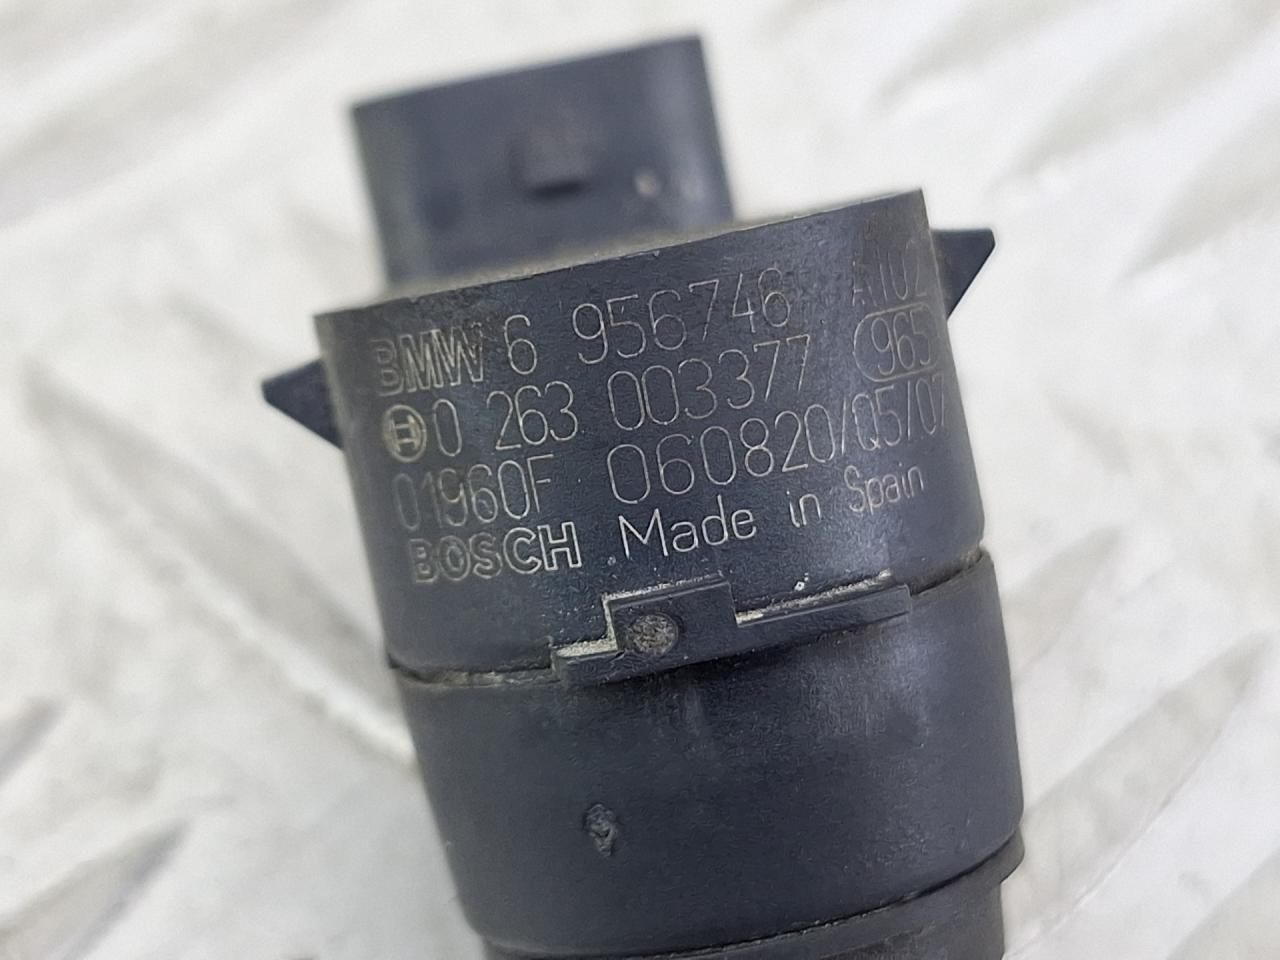 BMW 6 956746 A102
0 263 003377 965
01960F 060820/Q5/07
BOSCH Made in Spain